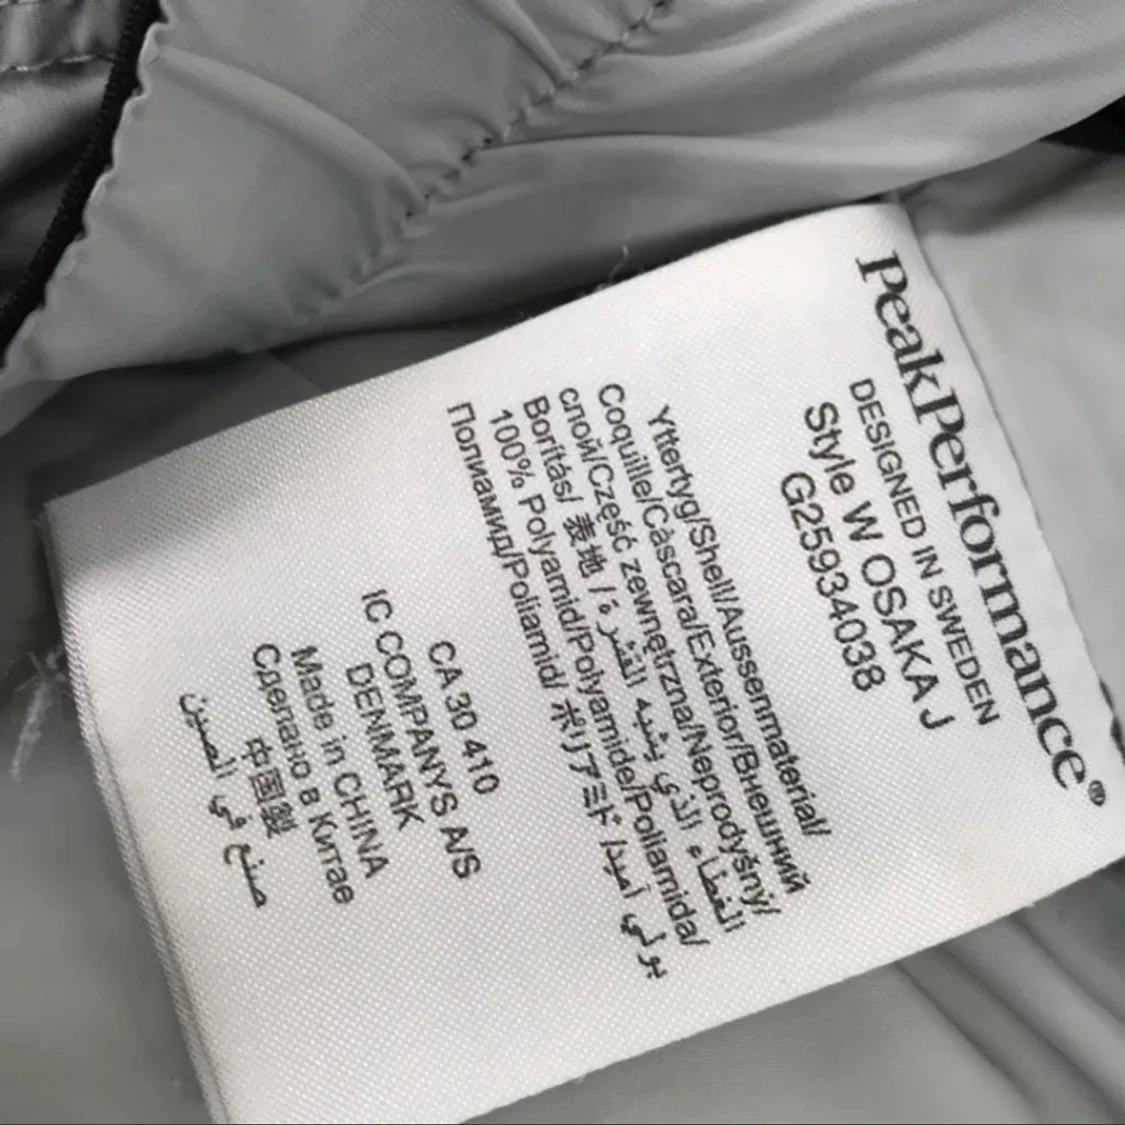 PeakPerformance®
DESIGNED IN SWEDEN
Style W OSAKA J
G25934038
Yttertyg/Shell/Aussenmaterial/
Coquille/Càscara/Exterior/Внешний
слой/Część zewnętrzna/Neprodyšný/
Borítás/ 表地 / الغطاء الذي يشبه القشرة
100% Polyamid/Polyamide/Poliamida/
Полиамид/Poliamid/ ポリアミド /بولي أميد
CA 30 410
IC COMPANYS A/S
DENMARK
Made in CHINA
Сделано в Китае
中国製
صنع في الصين